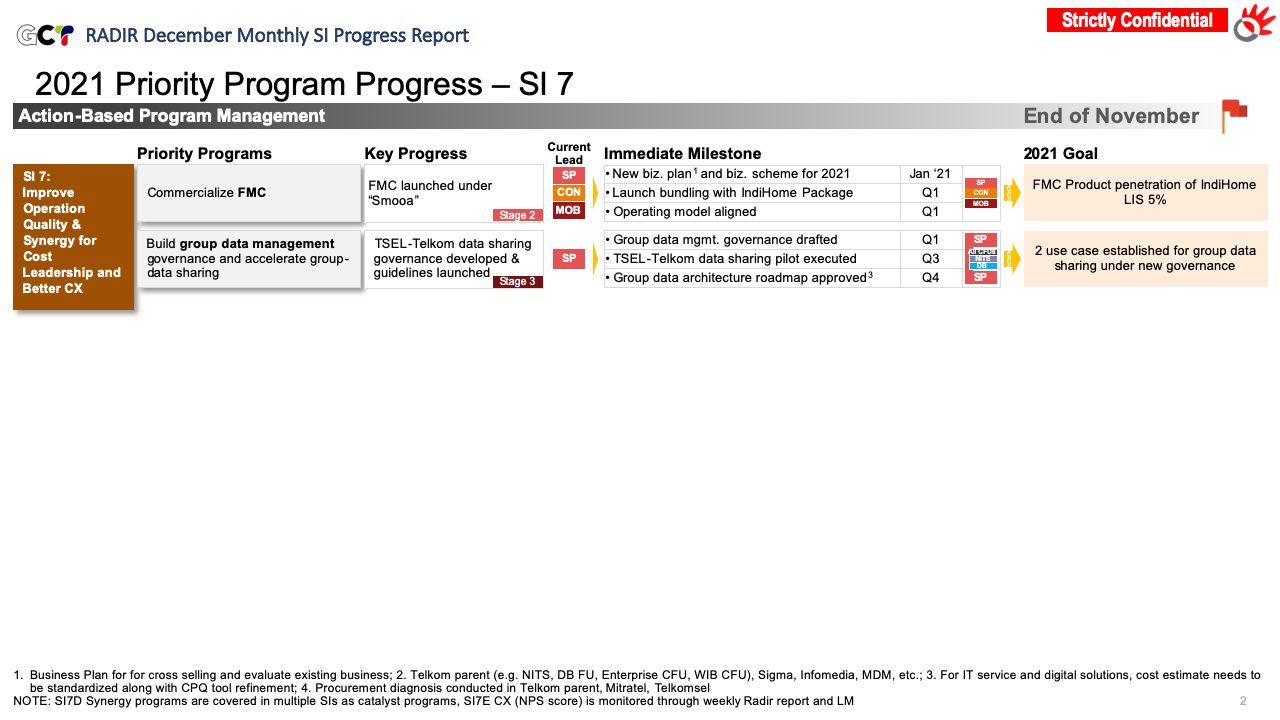 GCT RADIR December Monthly SI Progress Report
Strictly Confidential
2021 Priority Program Progress – SI 7
Action-Based Program Management
End of November
Priority Programs
Key Progress
Current
Lead
Immediate Milestone
2021 Goal
SI 7:
Improve
Operation
Quality &
Synergy for
Cost
Leadership and
Better CX
Commercialize FMC
FMC launched under
“Smooa”
Stage 2
SP
CON
MOB
• New biz. plan1 and biz. scheme for 2021
Jan ‘21
• Launch bundling with IndiHome Package
Q1
• Operating model aligned
Q1
SP
CON
MOB
FMC Product penetration of IndiHome
LIS 5%
Build group data management
governance and accelerate group-
data sharing
TSEL-Telkom data sharing
governance developed &
guidelines launched
Stage 3
SP
• Group data mgmt. governance drafted
Q1
• TSEL-Telkom data sharing pilot executed
Q3
• Group data architecture roadmap approved3
Q4
SP
NITS
DB
SP
2 use case established for group data
sharing under new governance
1. Business Plan for for cross selling and evaluate existing business; 2. Telkom parent (e.g. NITS, DB FU, Enterprise CFU, WIB CFU), Sigma, Infomedia, MDM, etc.; 3. For IT service and digital solutions, cost estimate needs to
be standardized along with CPQ tool refinement; 4. Procurement diagnosis conducted in Telkom parent, Mitratel, Telkomsel
NOTE: SI7D Synergy programs are covered in multiple SIs as catalyst programs, SI7E CX (NPS score) is monitored through weekly Radir report and LM
2